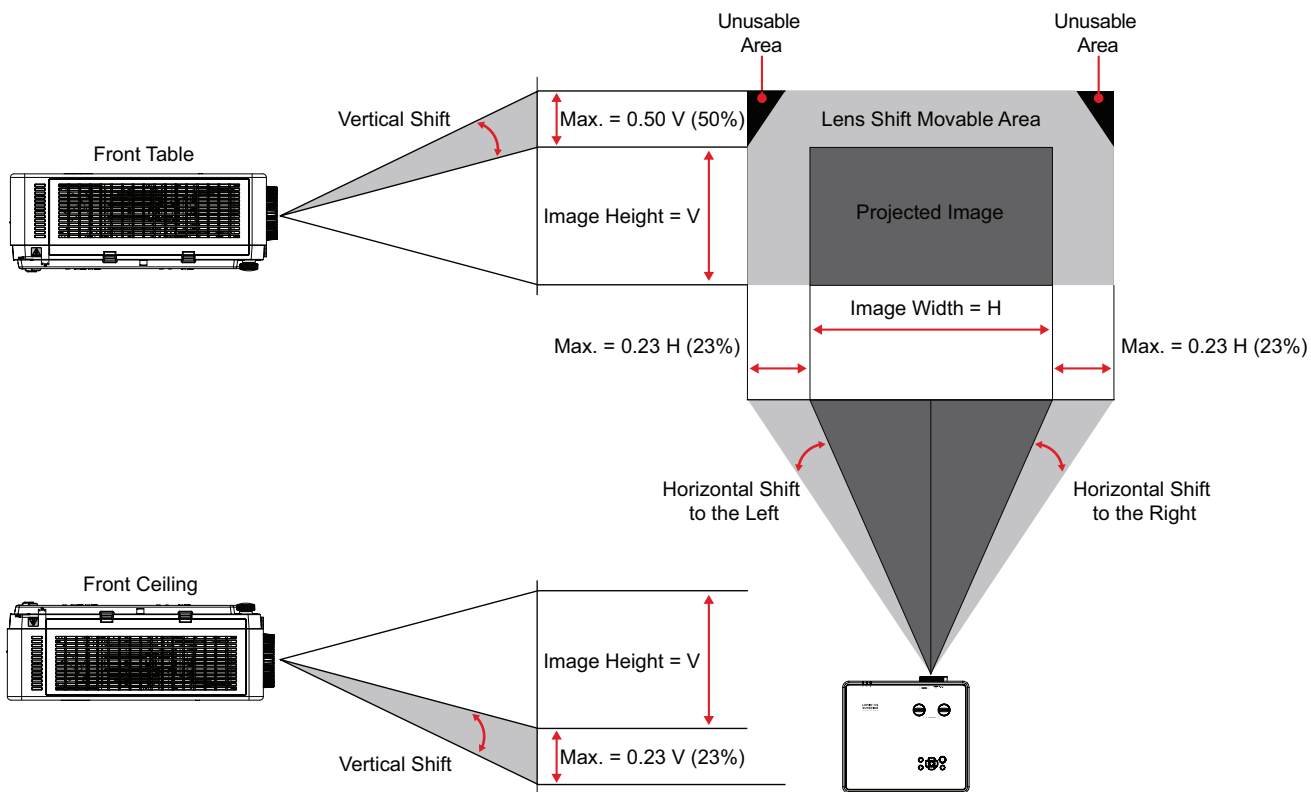 Unusable
Area
Unusable
Area
Vertical Shift
Max. = 0.50 V (50%)
Lens Shift Movable Area
Front Table
Image Height = V
Projected Image
Image Width = H
Max. = 0.23 H (23%)
Max. = 0.23 H (23%)
Horizontal Shift
to the Left
Horizontal Shift
to the Right
Front Ceiling
Image Height = V
Vertical Shift
Max. = 0.23 V (23%)